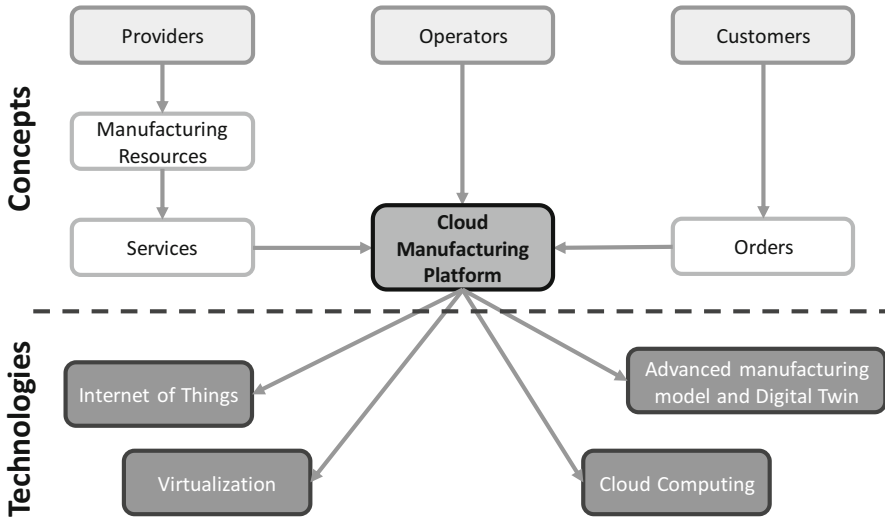 Concepts
Providers
Operators
Customers
Manufacturing
Resources
Services
Cloud
Manufacturing
Platform
Orders
Technologies
Internet of Things
Advanced manufacturing
model and Digital Twin
Virtualization
Cloud Computing